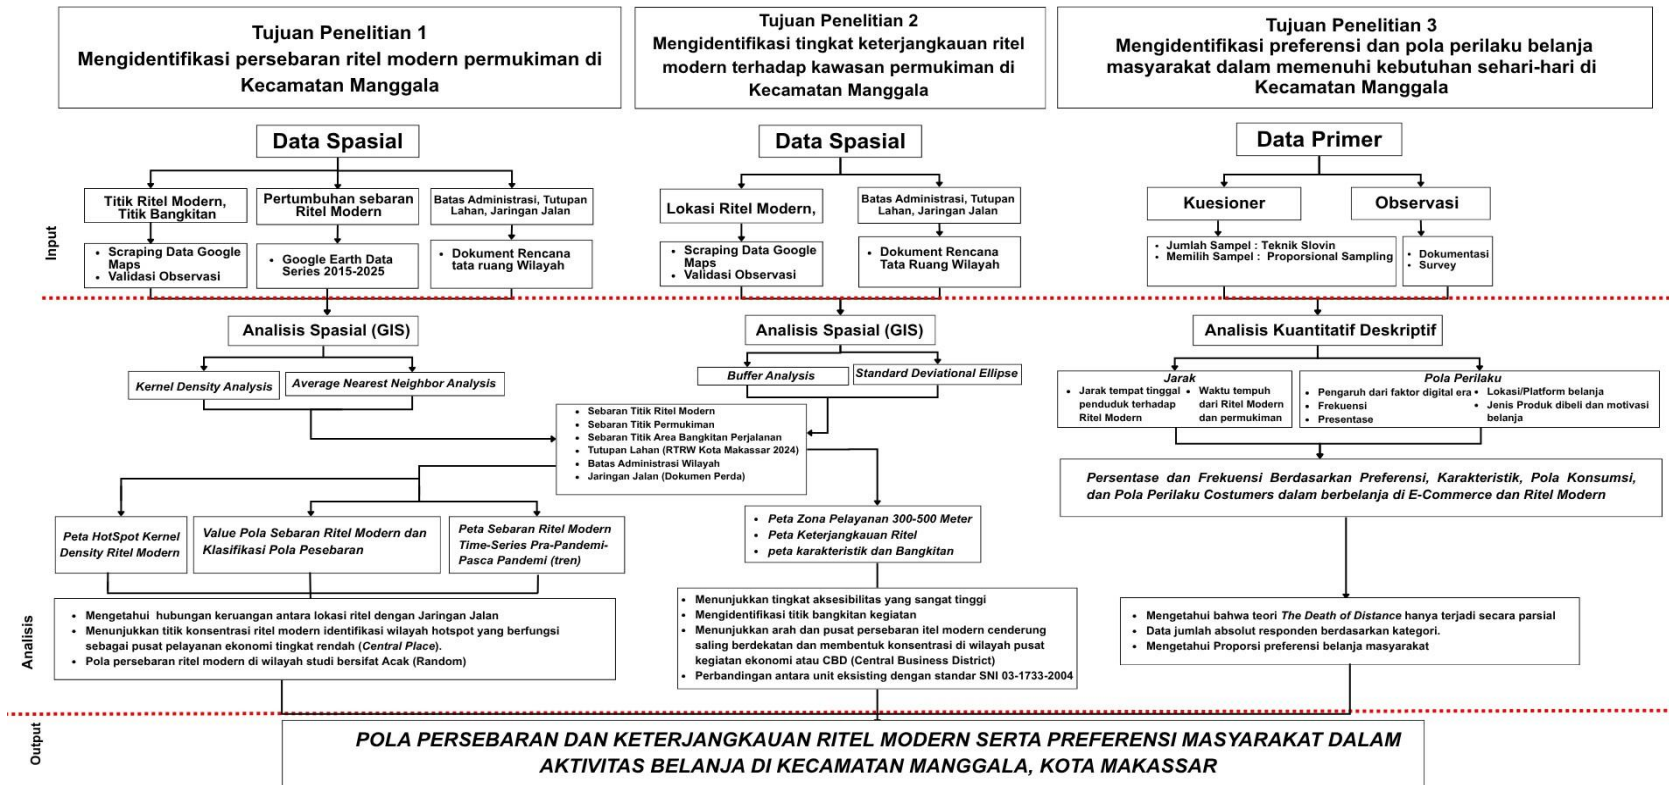 Tujuan Penelitian 1
Mengidentifikasi persebaran ritel modern permukiman di
Kecamatan Manggala
Tujuan Penelitian 2
Mengidentifikasi tingkat keterjangkauan ritel
modern terhadap kawasan permukiman di
Kecamatan Manggala
Tujuan Penelitian 3
Mengidentifikasi preferensi dan pola perilaku belanja
masyarakat dalam memenuhi kebutuhan sehari-hari di
Kecamatan Manggala
Input
Data Spasial
Titik Ritel Modern,
Titik Bangkitan
Pertumbuhan sebaran
Ritel Modern
Batas Administrasi, Tutupan
Lahan, Jaringan Jalan
• Scraping Data Google
Maps
• Validasi Observasi
• Google Earth Data
Series 2015-2025
• Dokument Rencana
tata ruang Wilayah
Data Spasial
Lokasi Ritel Modern,
Batas Administrasi, Tutupan
Lahan, Jaringan Jalan
• Scraping Data Google
Maps
• Validasi Observasi
• Dokument Rencana
Tata Ruang Wilayah
Data Primer
Kuesioner
Observasi
• Jumlah Sampel : Teknik Slovin
• Memilih Sampel : Proporsional Sampling
• Dokumentasi
• Survey
Analisis
Analisis Spasial (GIS)
Kernel Density Analysis
Average Nearest Neighbor Analysis
Analisis Spasial (GIS)
Buffer Analysis
Standard Deviational Ellipse
Analisis Kuantitatif Deskriptif
Jarak
• Jarak tempat tinggal
penduduk terhadap
Ritel Modern
• Waktu tempuh
dari Ritel Modern
dan permukiman
Pola Perilaku
• Pengaruh dari faktor digital era
• Frekuensi
• Presentase
• Lokasi/Platform belanja
• Jenis Produk dibeli dan motivasi
belanja
• Sebaran Titik Ritel Modern
• Sebaran Titik Permukiman
• Sebaran Titik Area Bangkitan Perjalanan
• Tutupan Lahan (RTRW Kota Makassar 2024)
• Batas Administrasi Wilayah
• Jaringan Jalan (Dokumen Perda)
Persentase dan Frekuensi Berdasarkan Preferensi, Karakteristik, Pola Konsumsi,
dan Pola Perilaku Costumers dalam berbelanja di E-Commerce dan Ritel Modern
Peta HotSpot Kernel
Density Ritel Modern
Value Pola Sebaran Ritel Modern dan
Klasifikasi Pola Pesebaran
Peta Sebaran Ritel Modern
Time-Series Pra-Pandemi-
Pasca Pandemi (tren)
• Peta Zona Pelayanan 300-500 Meter
• Peta Keterjangkauan Ritel
• peta karakteristik dan Bangkitan
• Mengetahui hubungan keruangan antara lokasi ritel dengan Jaringan Jalan
• Menunjukkan titik konsentrasi ritel modern identifikasi wilayah hotspot yang berfungsi
sebagai pusat pelayanan ekonomi tingkat rendah (Central Place).
• Pola persebaran ritel modern di wilayah studi bersifat Acak (Random)
• Menunjukkan tingkat aksesibilitas yang sangat tinggi
• Mengidentifikasi titik bangkitan kegiatan
• Menunjukkan arah dan pusat persebaran itel modern cenderung
saling berdekatan dan membentuk konsentrasi di wilayah pusat
kegiatan ekonomi atau CBD (Central Business District)
• Perbandingan antara unit eksisting dengan standar SNI 03-1733-2004
• Mengetahui bahwa teori The Death of Distance hanya terjadi secara parsial
• Data jumlah absolut responden berdasarkan kategori.
• Mengetahui Proporsi preferensi belanja masyarakat
Output
POLA PERSEBARAN DAN KETERJANGKAUAN RITEL MODERN SERTA PREFERENSI MASYARAKAT DALAM
AKTIVITAS BELANJA DI KECAMATAN MANGGALA, KOTA MAKASSAR